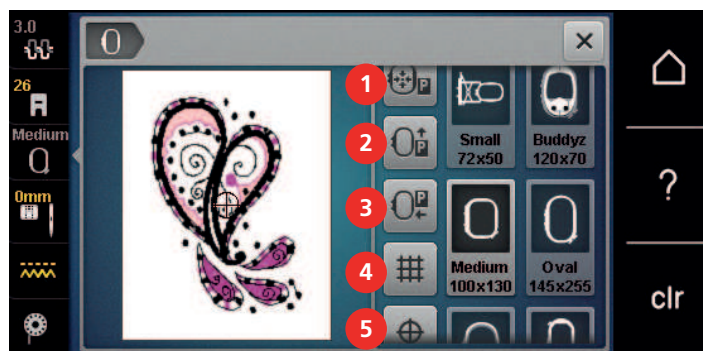 3.0
26
Medium
0mm
1
P
2
P
3
P
4
5
Small
72x50
Buddyz
120x70
Medium
100x130
Oval
145x255
?
clr